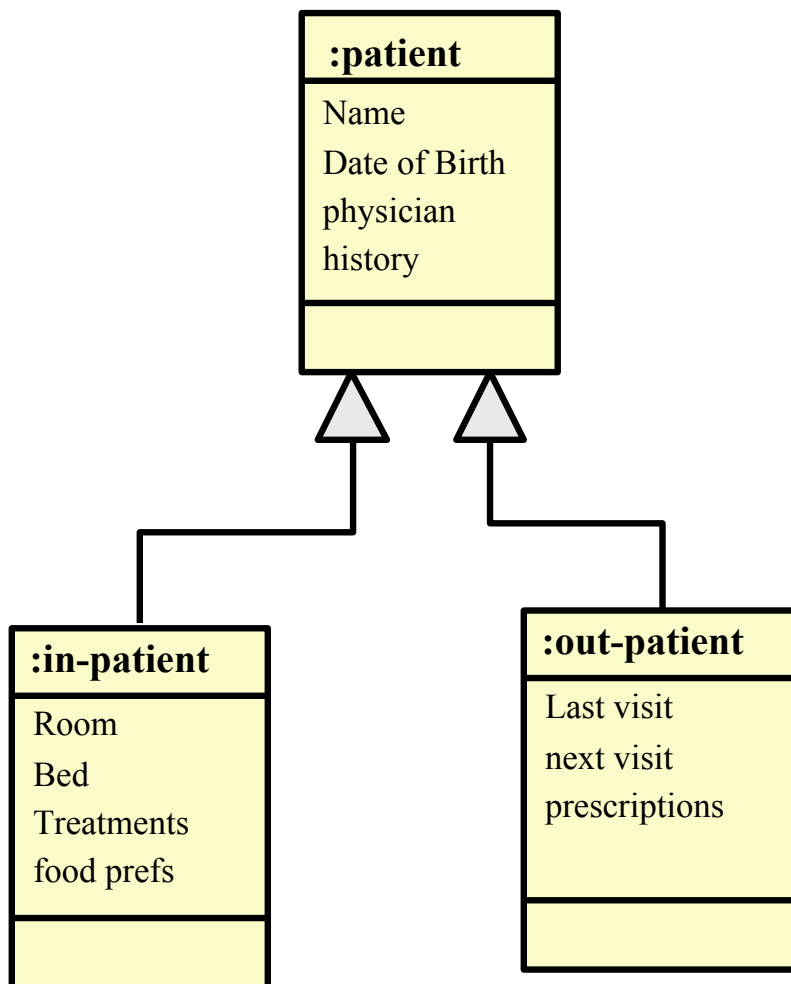 :patient
Name
Date of Birth
physician
history
:in-patient
Room
Bed
Treatments
food prefs
:out-patient
Last visit
next visit
prescriptions